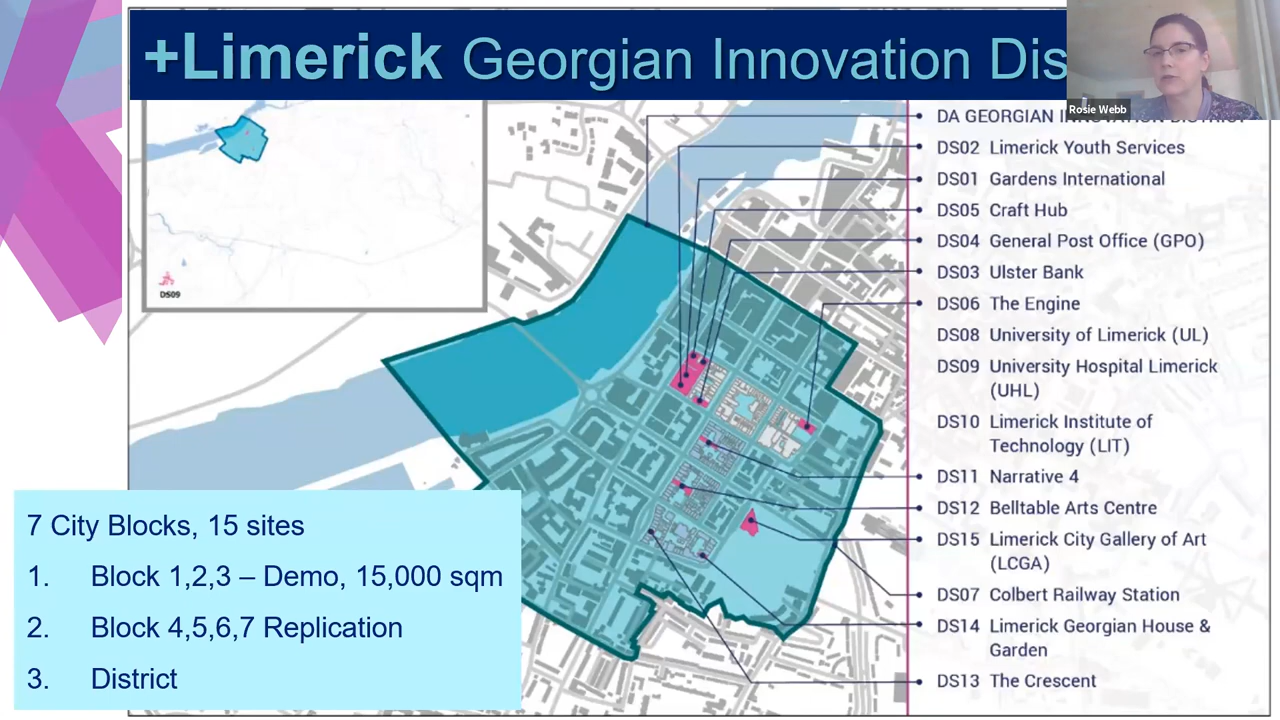 +Limerick Georgian Innovation Dis
Rosie Webb
DA GEORGIAN INNOVATION DISTRICT
DS02 Limerick Youth Services
DS01 Gardens International
DS05 Craft Hub
DS04 General Post Office (GPO)
DS03 Ulster Bank
DS06 The Engine
DS08 University of Limerick (UL)
DS09 University Hospital Limerick
(UHL)
DS10 Limerick Institute of
Technology (LIT)
DS11 Narrative 4
DS12 Belltable Arts Centre
DS15 Limerick City Gallery of Art
(LCGA)
DS07 Colbert Railway Station
DS14 Limerick Georgian House &
Garden
DS13 The Crescent
DS09
7 City Blocks, 15 sites
1. Block 1,2,3 – Demo, 15,000 sqm
2. Block 4,5,6,7 Replication
3. District